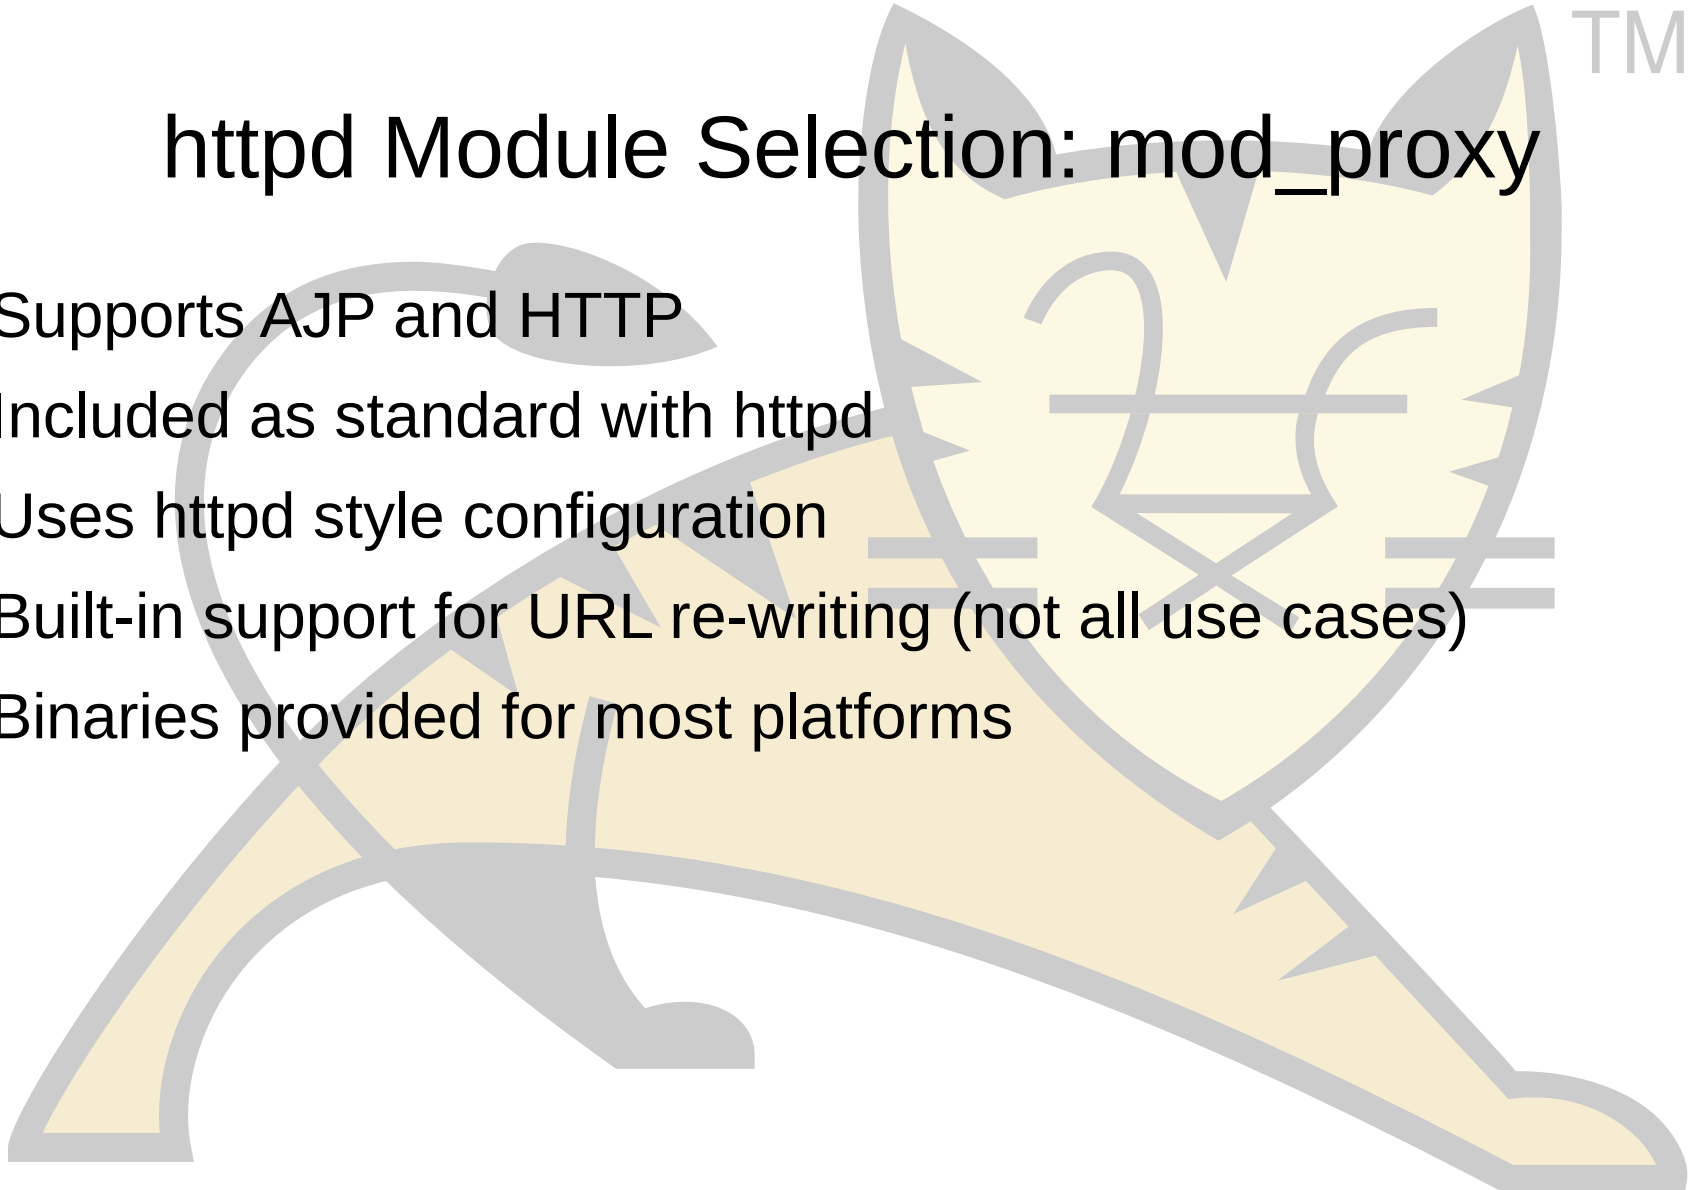 TM
httpd Module Selection: mod_proxy
Supports AJP and HTTP
Included as standard with httpd
Uses httpd style configuration
Built-in support for URL re-writing (not all use cases)
Binaries provided for most platforms